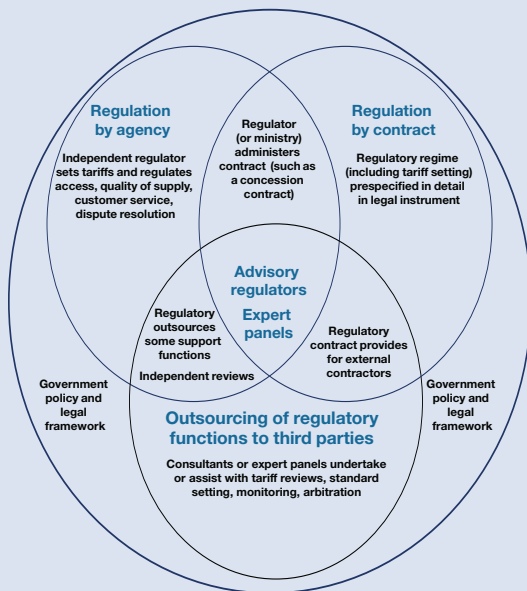 Regulation
by agency
Independent regulator
sets tariffs and regulates
access, quality of supply,
customer service,
dispute resolution
Regulator
(or ministry)
administers
contract (such as
a concession
contract)
Regulation
by contract
Regulatory regime
(including tariff setting)
prespecified in detail
in legal instrument
Advisory
regulators
Expert
panels
Regulatory
outsources
some support
functions
Independent reviews
Regulatory
contract provides
for external
contractors
Government
policy and
legal
framework
Government
policy and
legal
framework
Outsourcing of regulatory
functions to third parties
Consultants or expert panels undertake
or assist with tariff reviews, standard
setting, monitoring, arbitration